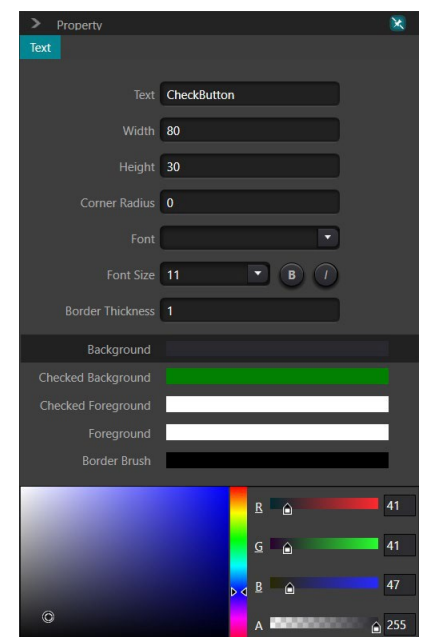 Property
Text
Text CheckButton
Width 80
Height 30
Corner Radius 0
Font
Font Size 11 B I
Border Thickness 1
Background
Checked Background
Checked Foreground
Foreground
Border Brush
R 41
G 41
B 47
A 255